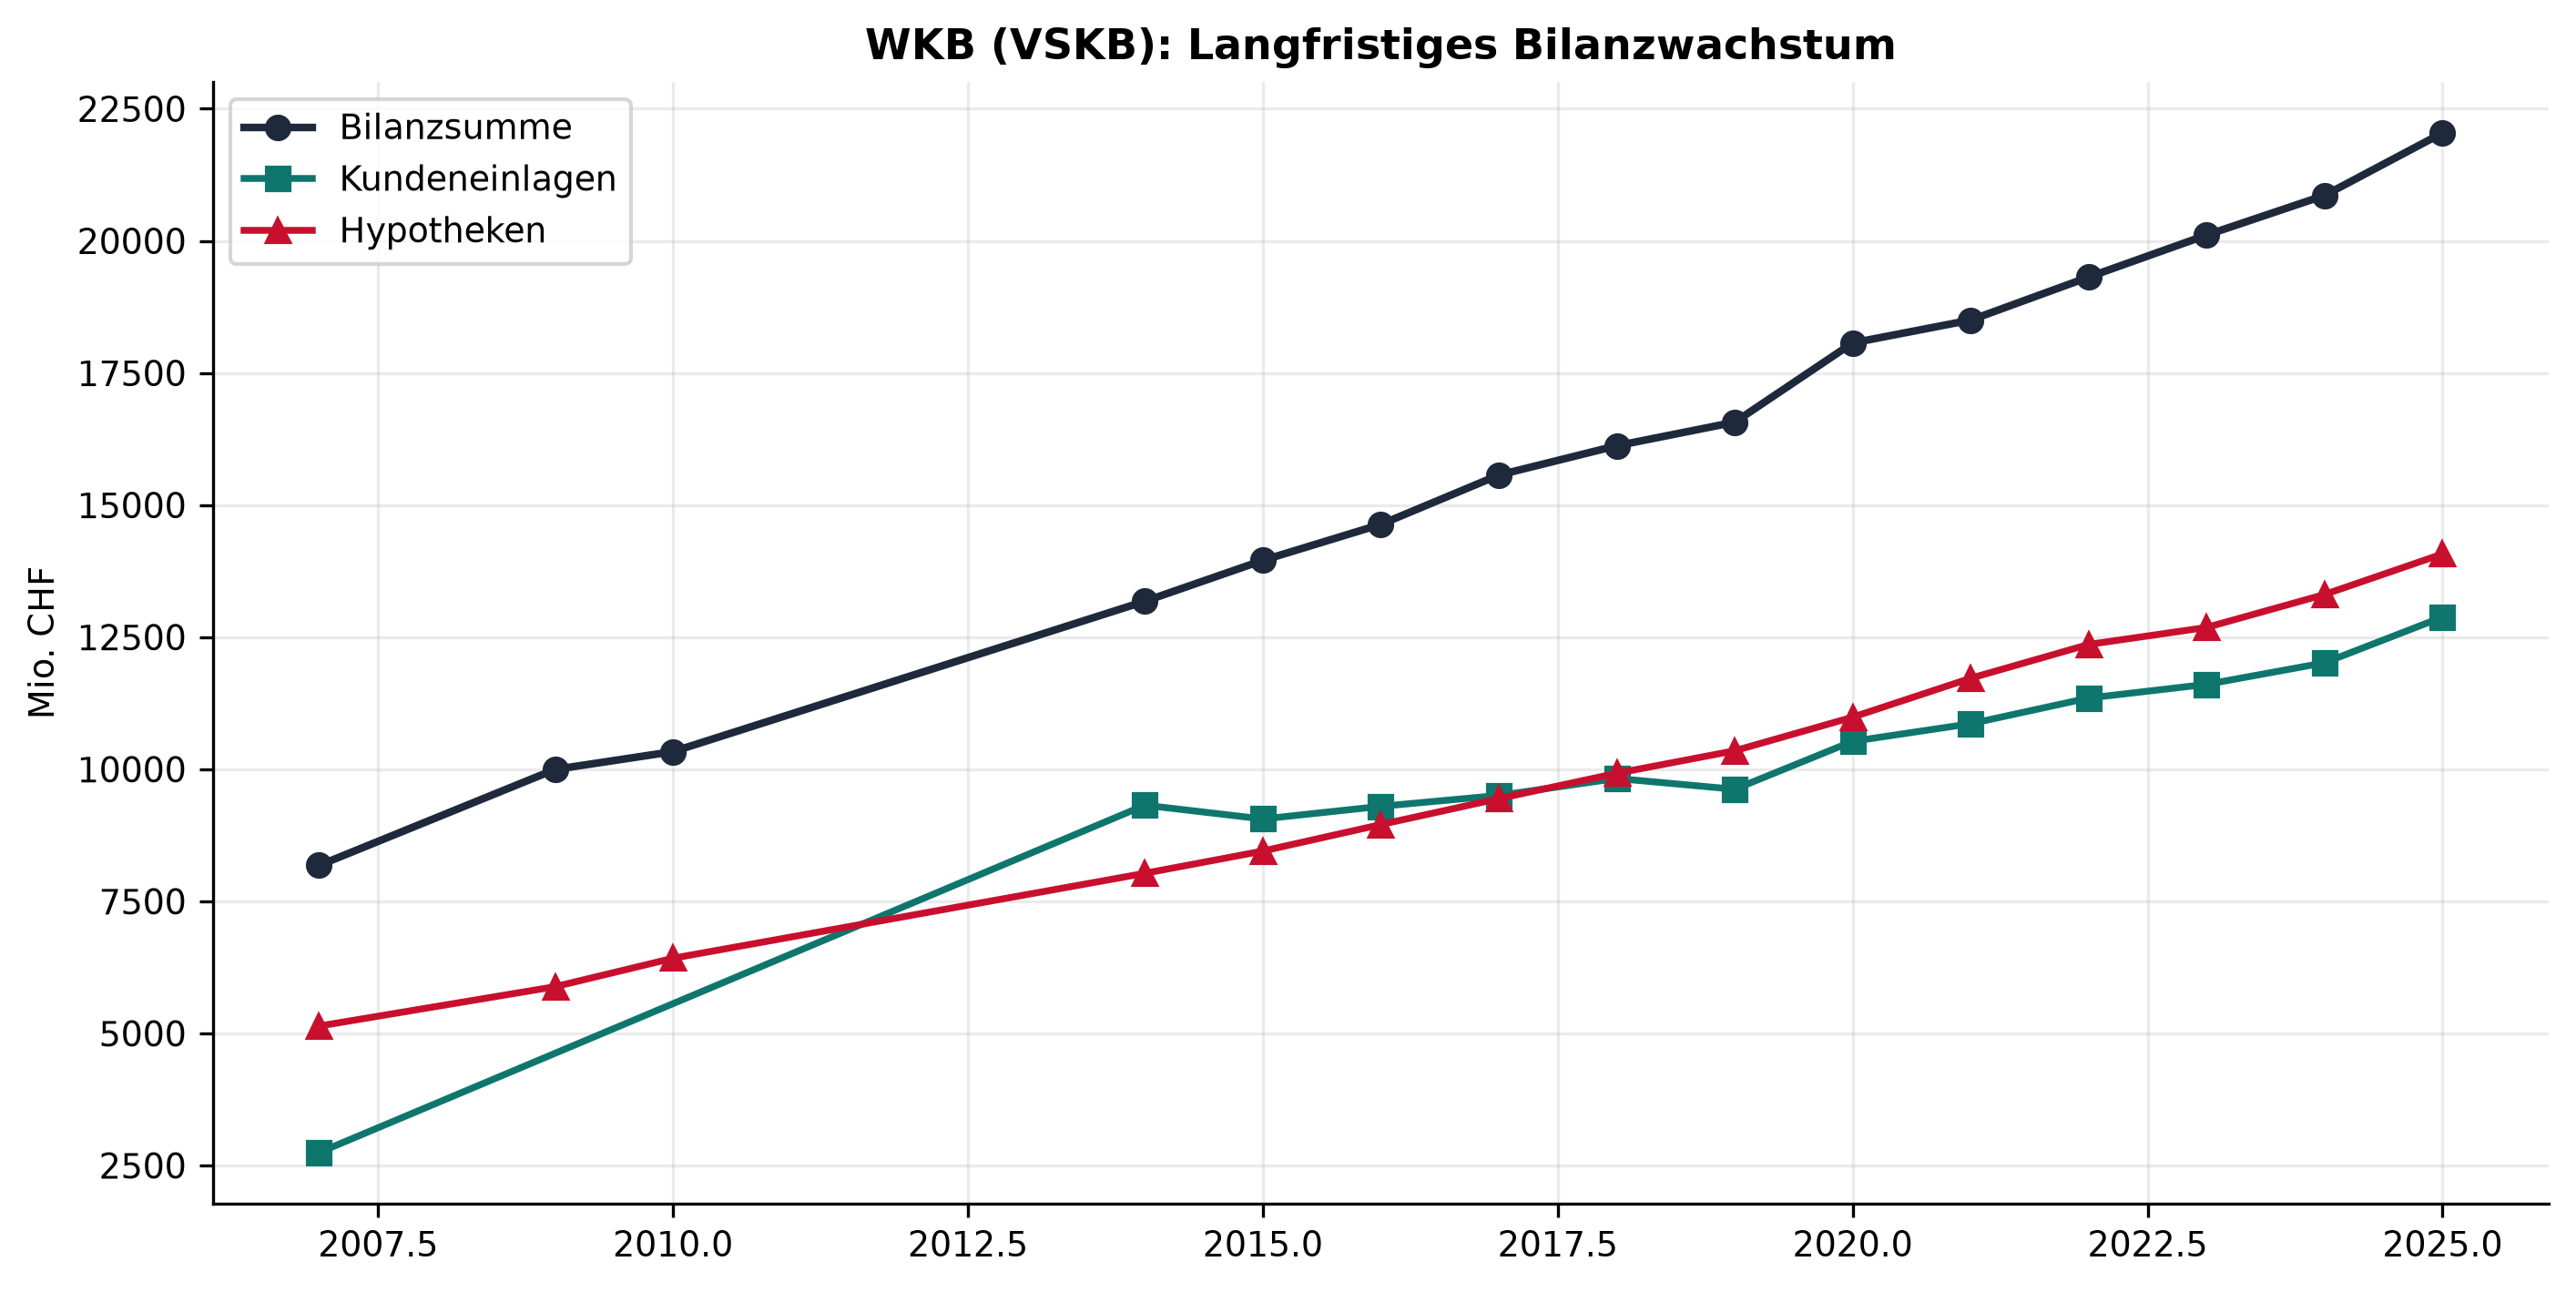 WKB (VSKB): Langfristiges Bilanzwachstum
Bilanzsumme
Kundeneinlagen
Hypotheken
Mio. CHF
22500
20000
17500
15000
12500
10000
7500
5000
2500
2007.5 2010.0 2012.5 2015.0 2017.5 2020.0 2022.5 2025.0